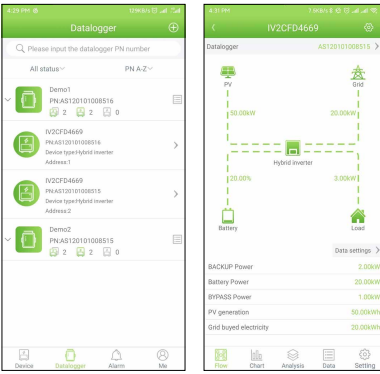 4:29 PM
129KB/s
Datalogger
Please input the datalogger PN number
All status
PN A-Z
Demo1
PN:AS120101008516
2 2 0
IV2CFD4669
PN:AS120101008516
Device type:Hybrid inverter
Address:1
IV2CFD4669
PN:AS120101008515
Device type:Hybrid inverter
Address:2
Demo2
PN:AS120101008515
2 2 0
Device
Datalogger
Alarm
Me
4:31 PM
IV2CFD4669
Datalogger
AS120101008515
PV
Grid
50.00kW
20.00kW
Hybrid inverter
20.00%
3.00kW
Battery
Load
Data settings
BACKUP Power
2.00kW
Battery Power
20.00kW
BYPASS Power
1.00kW
PV generation
50.00kWh
Grid buyed electricity
20.00kWh
Flow
Chart
Analysis
Data
Setting